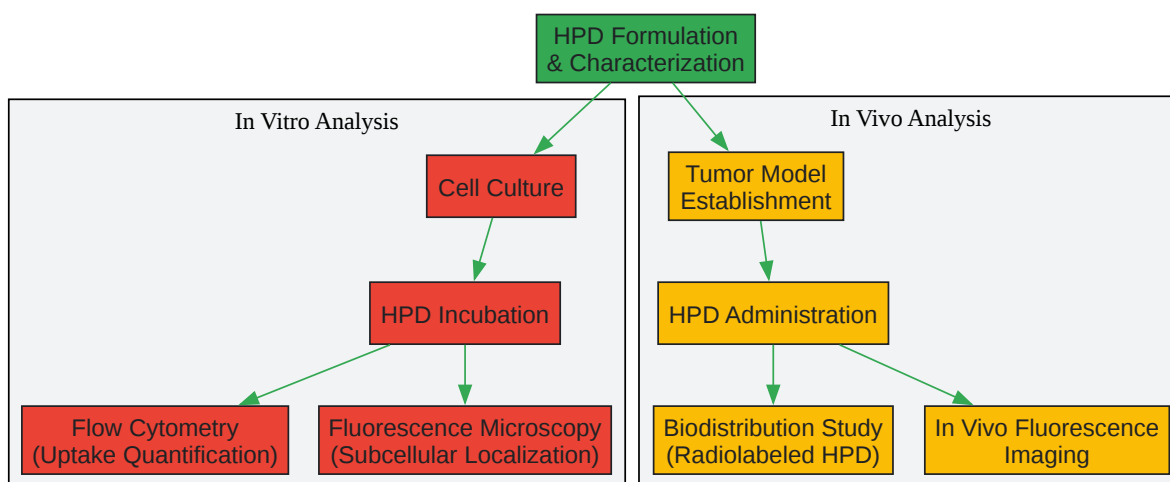 HPD Formulation
& Characterization
In Vitro Analysis
Cell Culture
HPD Incubation
Flow Cytometry
(Uptake Quantification)
Fluorescence Microscopy
(Subcellular Localization)
In Vivo Analysis
Tumor Model
Establishment
HPD Administration
Biodistribution Study
(Radiolabeled HPD)
In Vivo Fluorescence
Imaging